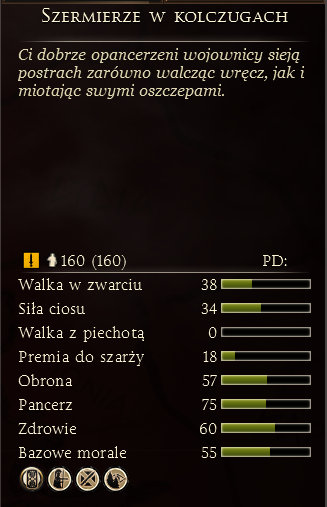 Szermierze w kolczugach
Ci dobrze opancerzeni wojownicy sieją
postrach zarówno walcząc wręcz, jak i
miotając swymi oszczepami.
160 (160) PD:
Walka w zwarciu 38
Siła ciosu 34
Walka z piechotą 0
Premia do szarży 18
Obrona 57
Pancerz 75
Zdrowie 60
Bazowe morale 55